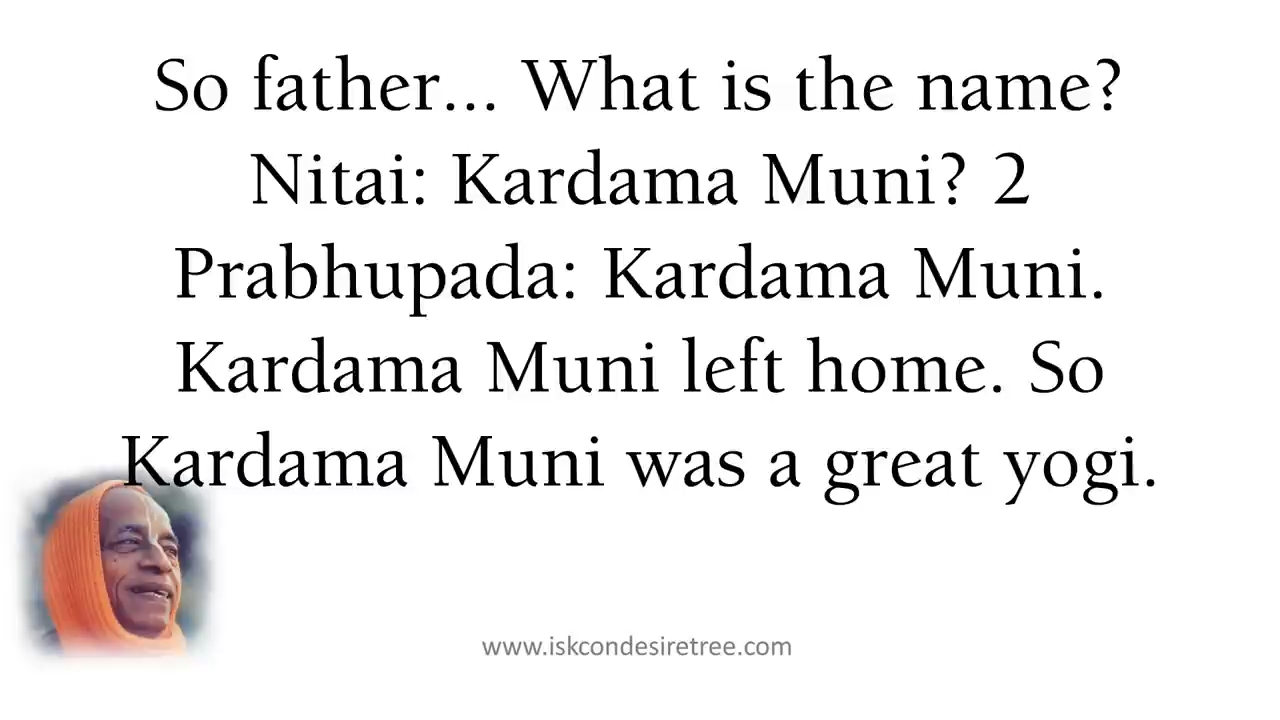 So father... What is the name?
Nitai: Kardama Muni? 2
Prabhupada: Kardama Muni.
Kardama Muni left home. So
Kardama Muni was a great yogi.
www.iskcondesiretree.com